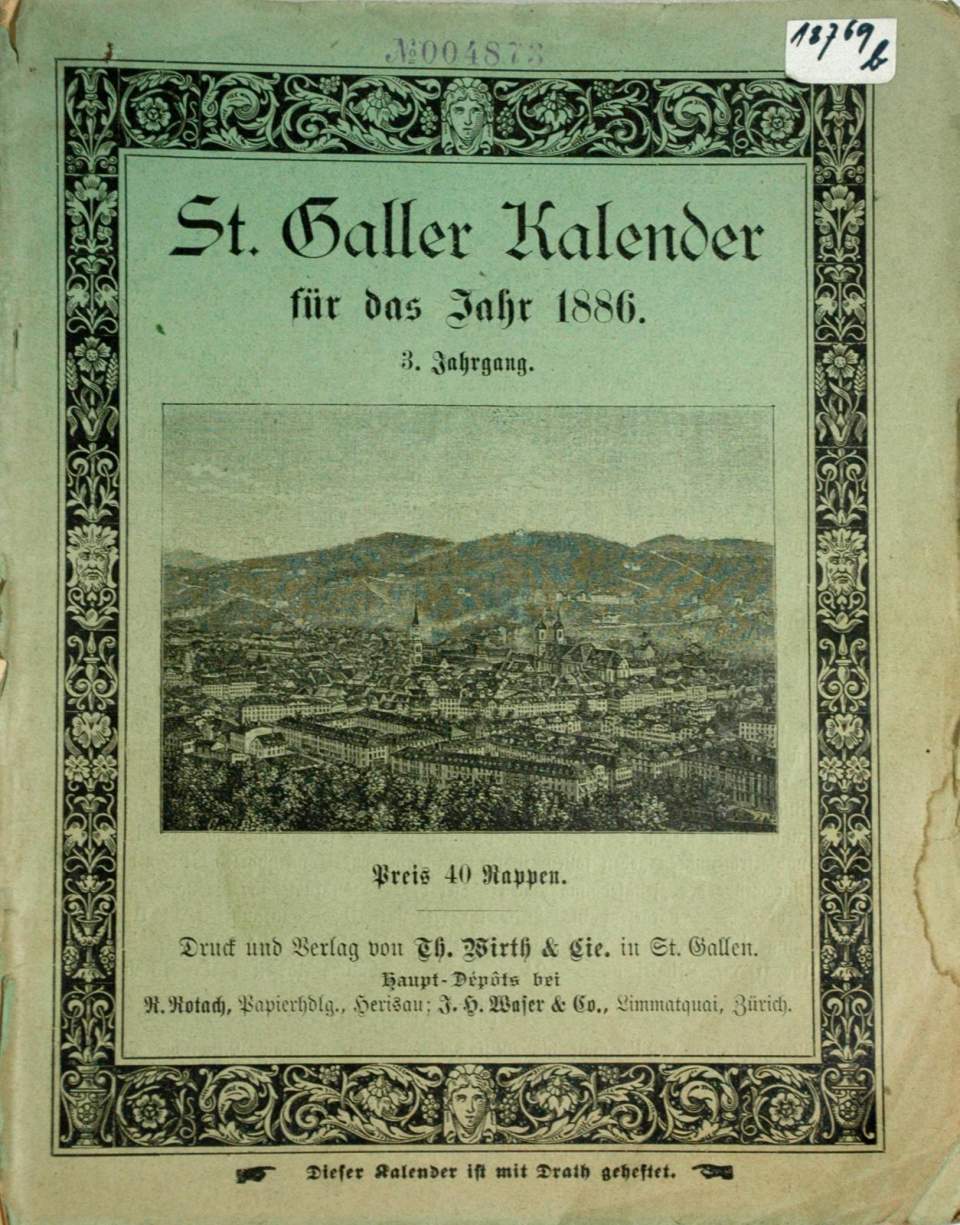 №004873
18769
b
St. Galler Kalender
für das Jahr 1886.
3. Jahrgang.
Preis 40 Rappen.
Druck und Verlag von Th. Wirth & Cie. in St. Gallen.
Haupt-Dépôts bei
R. Rotach, Papierhdlg., Herisau; J. H. Waser & Co., Limmatquai, Zürich.
Dieser Kalender ist mit Drath geheftet.